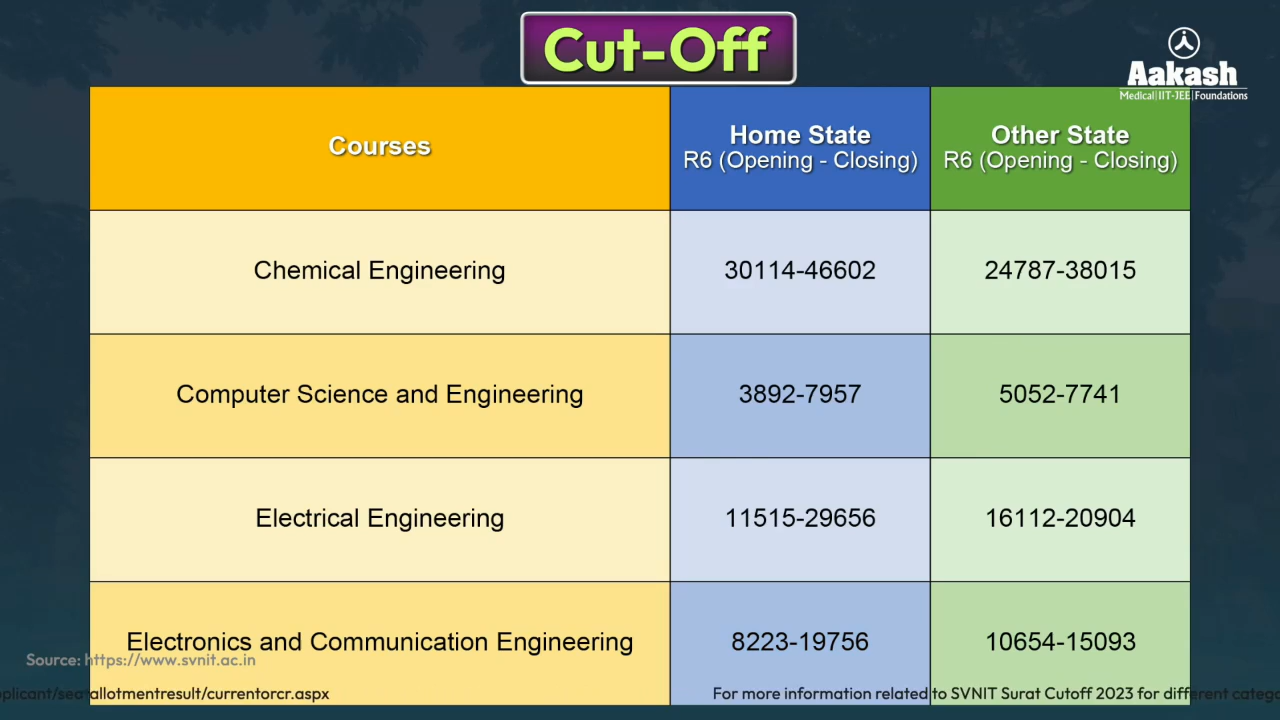 Cut-Off
Aakash
Medical|IIT-JEE|Foundations
Courses
Home State
R6 (Opening - Closing)
Other State
R6 (Opening - Closing)
Chemical Engineering
30114-46602
24787-38015
Computer Science and Engineering
3892-7957
5052-7741
Electrical Engineering
11515-29656
16112-20904
Electronics and Communication Engineering
8223-19756
10654-15093
Source: https://www.svnit.ac.in
plicant/seatallotmentresult/currentorcr.aspx
For more information related to SVNIT Surat Cutoff 2023 for different catego